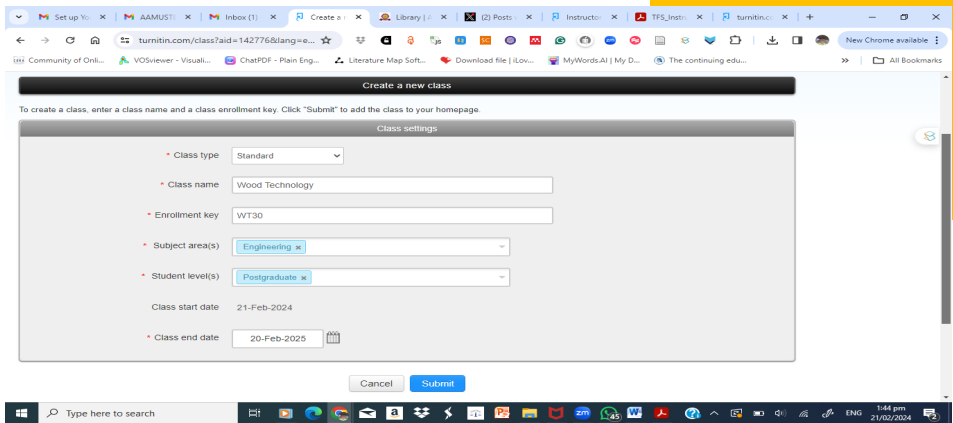 Set up Yo
AAMUSTE
Inbox (1)
Create a n
Library | A
(2) Posts
Instructor
TFS_Instru
turnitin.co
turnitin.com/class?aid=142776&lang=e...
New Chrome available
Community of Onli...
VOSviewer - Visuali...
ChatPDF - Plain Eng...
Literature Map Soft...
Download file | iLov...
MyWords.AI | My D...
The continuing edu...
All Bookmarks
Create a new class
To create a class, enter a class name and a class enrollment key. Click "Submit" to add the class to your homepage.
Class settings
* Class type Standard
* Class name Wood Technology
* Enrollment key WT30
* Subject area(s) Engineering ×
* Student level(s) Postgraduate ×
Class start date 21-Feb-2024
* Class end date 20-Feb-2025
Cancel Submit
Type here to search
45
ENG
1:44 pm
21/02/2024